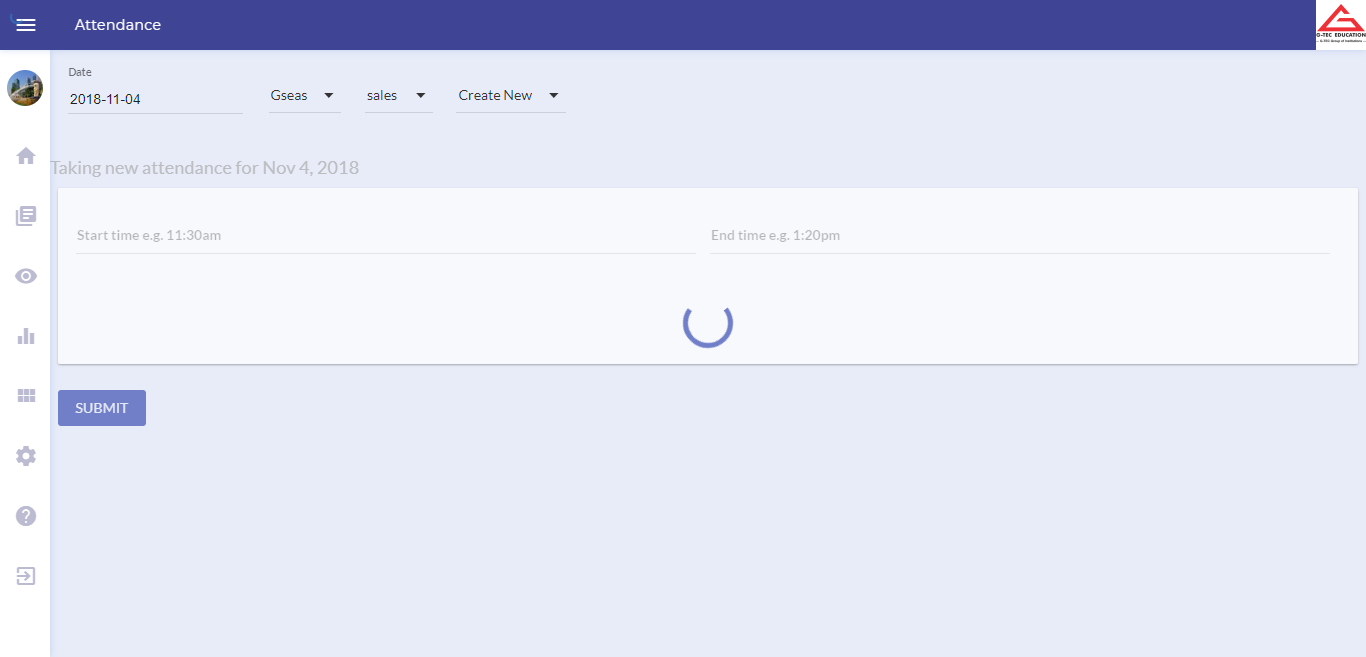 Attendance
G-TEC EDUCATION
Date
2018-11-04
Gseas
sales
Create New
Taking new attendance for Nov 4, 2018
Start time e.g. 11:30am
End time e.g. 1:20pm
SUBMIT